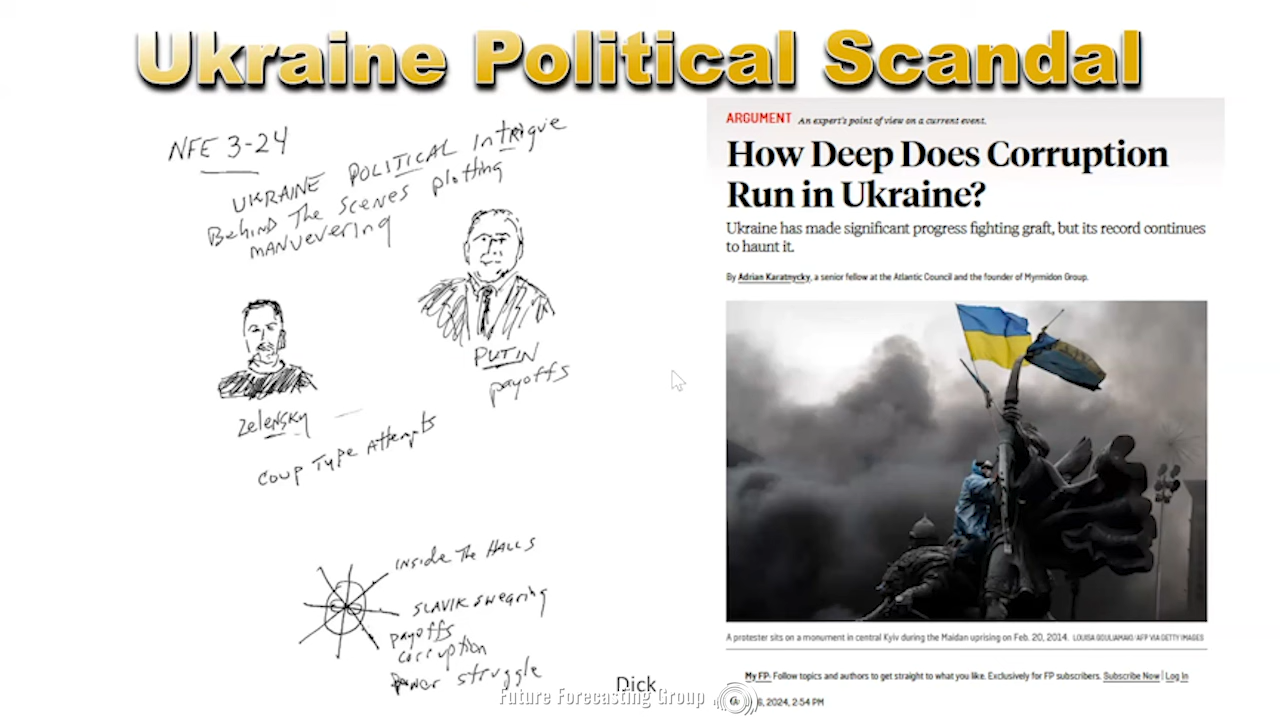 Ukraine Political Scandal
NFE 3-24
UKRAINE POLITICAL INTRIGUE
BEHIND THE SCENES plotting
MANUEVERING
PUTIN
payoffs
ZELENSKY
COUP TYPE ATTEMPTS
INSIDE THE HALLS
SLAVIK SWEARING
payoffs
corruption
power struggle
Dick
ARGUMENT An expert's point of view on a current event.
How Deep Does Corruption
Run in Ukraine?
Ukraine has made significant progress fighting graft, but its record continues
to haunt it.
By Adrian Karatnycky, a senior fellow at the Atlantic Council and the founder of Myrmidon Group.
A protester sits on a monument in central Kyiv during the Maidan uprising on Feb. 20, 2014. LOUISA GOULIAMAKI/AFP VIA GETTY IMAGES
My FP: Follow topics and authors to get straight to what you like. Exclusively for FP subscribers. Subscribe Now | Log In
2024, 2:54 PM
Future Forecasting Group